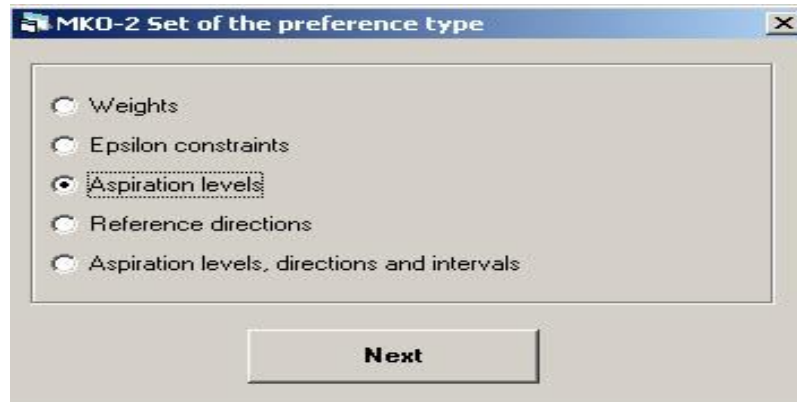 MKO-2 Set of the preference type
Weights
Epsilon constraints
Aspiration levels
Reference directions
Aspiration levels, directions and intervals
Next